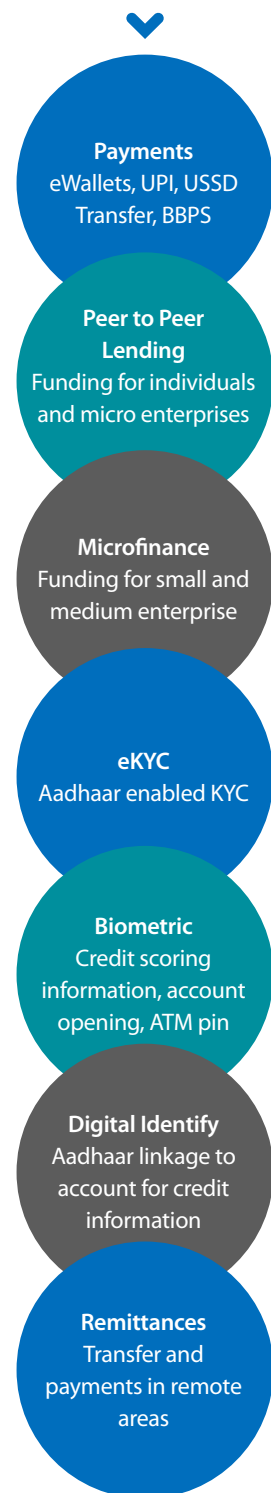 Payments
eWallets, UPI, USSD
Transfer, BBPS
Peer to Peer
Lending
Funding for individuals
and micro enterprises
Microfinance
Funding for small and
medium enterprise
eKYC
Aadhaar enabled KYC
Biometric
Credit scoring
information, account
opening, ATM pin
Digital Identify
Aadhaar linkage to
account for credit
information
Remittances
Transfer and
payments in remote
areas